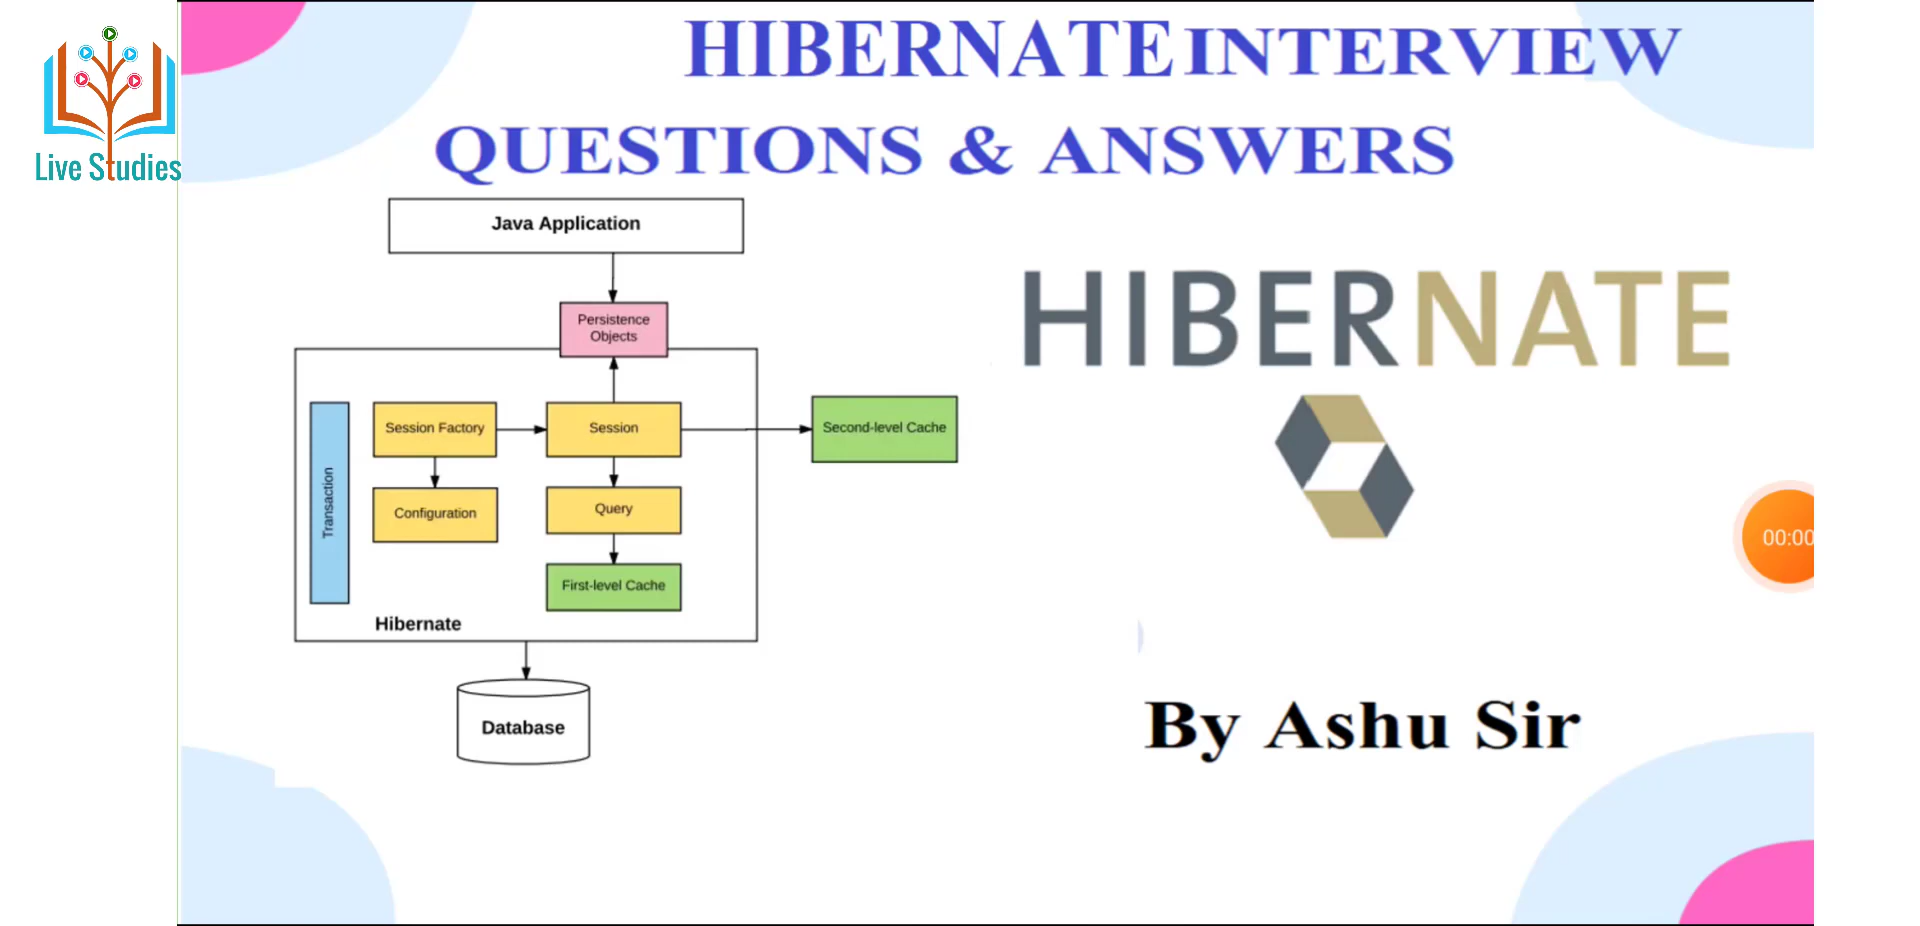 HIBERNATE INTERVIEW
QUESTIONS & ANSWERS
Live Studies
Java Application
Persistence
Objects
HIBERNATE
Session Factory
Session
Second-level Cache
Transaction
Configuration
Query
First-level Cache
Hibernate
Database
00:00
By Ashu Sir